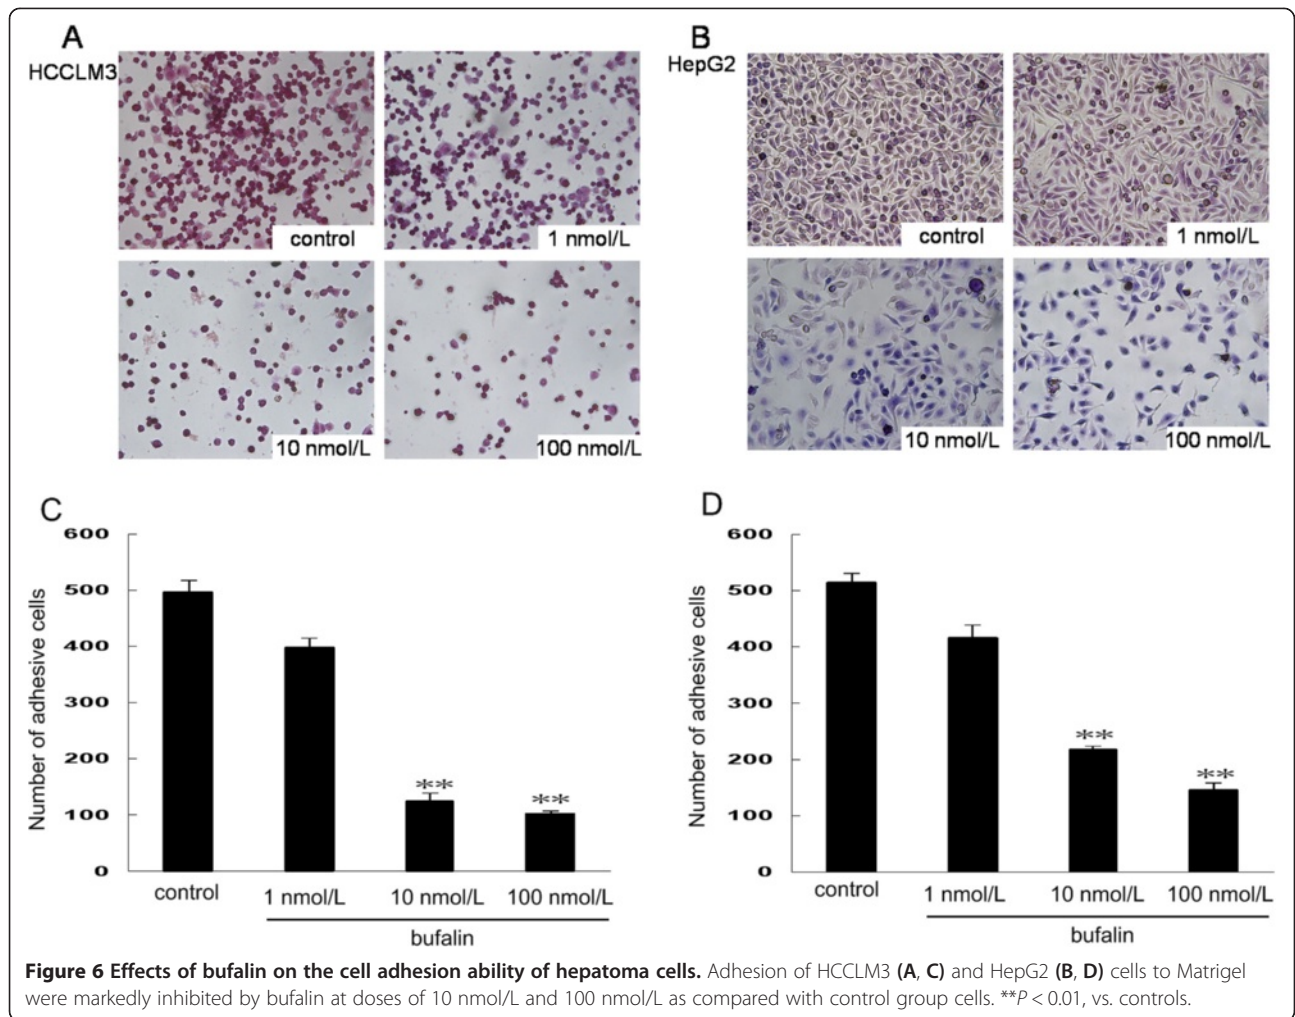 A
HCCLM3
control
1 nmol/L
10 nmol/L
100 nmol/L
B
HepG2
control
1 nmol/L
10 nmol/L
100 nmol/L
C
Number of adhesive cells
600
500
400
300
200
100
0
**
**
control
1 nmol/L
10 nmol/L
100 nmol/L
bufalin
D
Number of adhesive cells
600
500
400
300
200
100
0
**
**
control
1 nmol/L
10 nmol/L
100 nmol/L
bufalin
Figure 6 Effects of bufalin on the cell adhesion ability of hepatoma cells. Adhesion of HCCLM3 (A, C) and HepG2 (B, D) cells to Matrigel
were markedly inhibited by bufalin at doses of 10 nmol/L and 100 nmol/L as compared with control group cells. **P < 0.01, vs. controls.